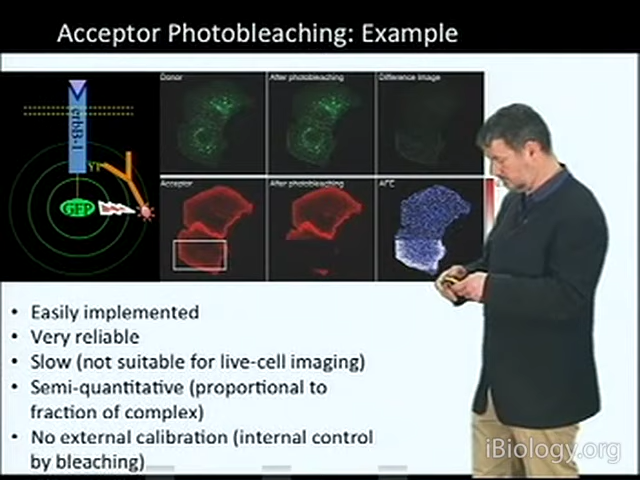 Acceptor Photobleaching: Example
Donor
After photobleaching
Difference Image
erbB-1
Acceptor
After photobleaching
GFP
• Easily implemented
• Very reliable
• Slow (not suitable for live-cell imaging)
• Semi-quantitative (proportional to
fraction of complex)
• No external calibration (internal control
by bleaching)
iBiology.org